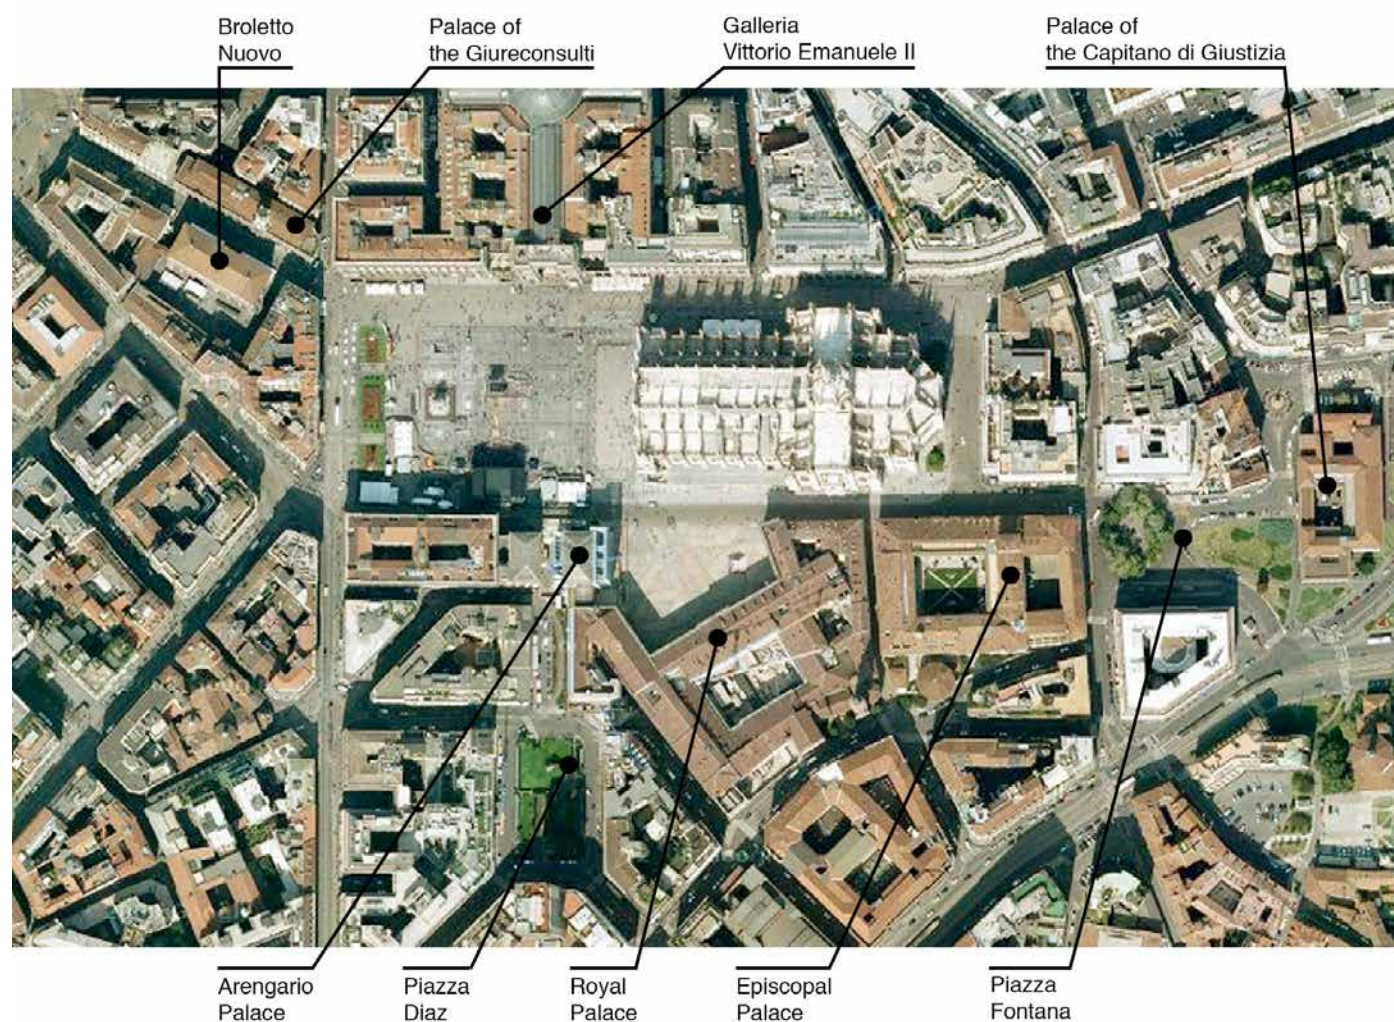 Broletto
Nuovo
Palace of
the Giureconsulti
Galleria
Vittorio Emanuele II
Palace of
the Capitano di Giustizia
Arengario
Palace
Piazza
Diaz
Royal
Palace
Episcopal
Palace
Piazza
Fontana